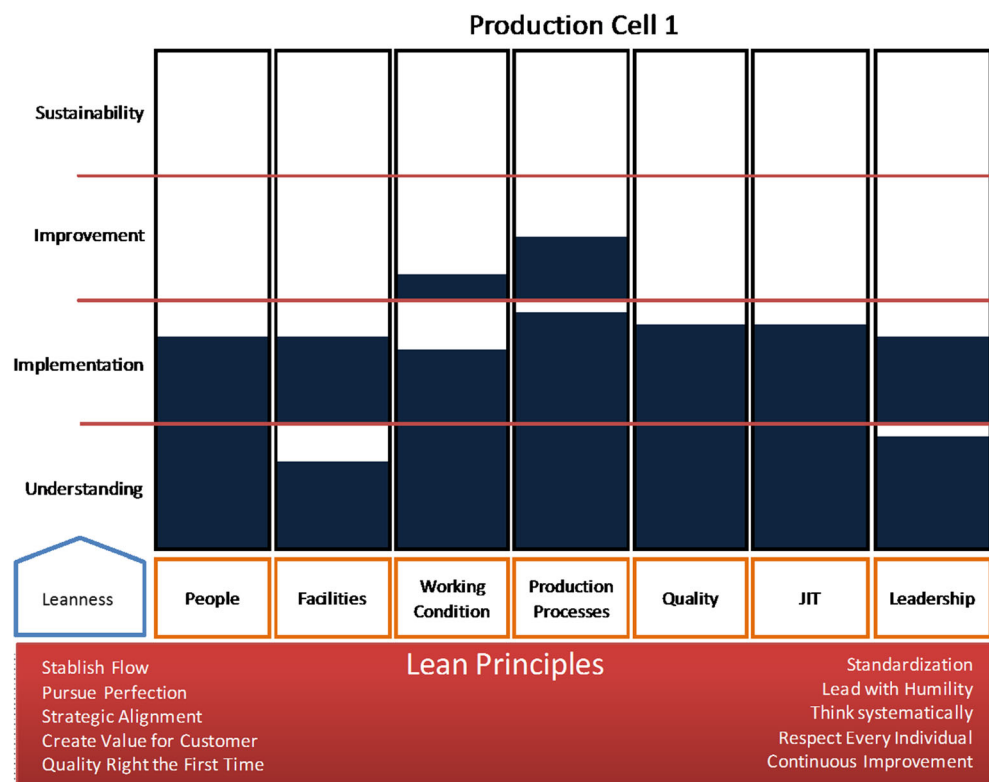 Production Cell 1
Sustainability
Improvement
Implementation
Understanding
Leanness
People
Facilities
Working
Condition
Production
Processes
Quality
JIT
Leadership
Lean Principles
Stablish Flow
Pursue Perfection
Strategic Alignment
Create Value for Customer
Quality Right the First Time
Standardization
Lead with Humility
Think systematically
Respect Every Individual
Continuous Improvement